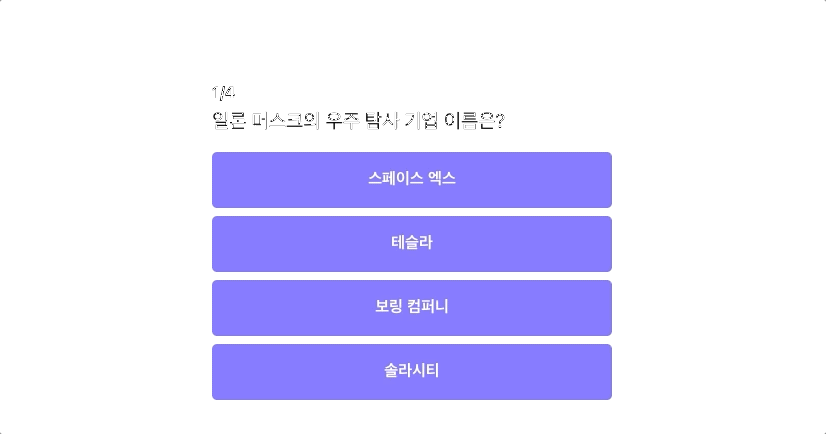 1/4
일론 머스크의 우주 탐사 기업 이름은?
스페이스 엑스
테슬라
보링 컴퍼니
솔라시티